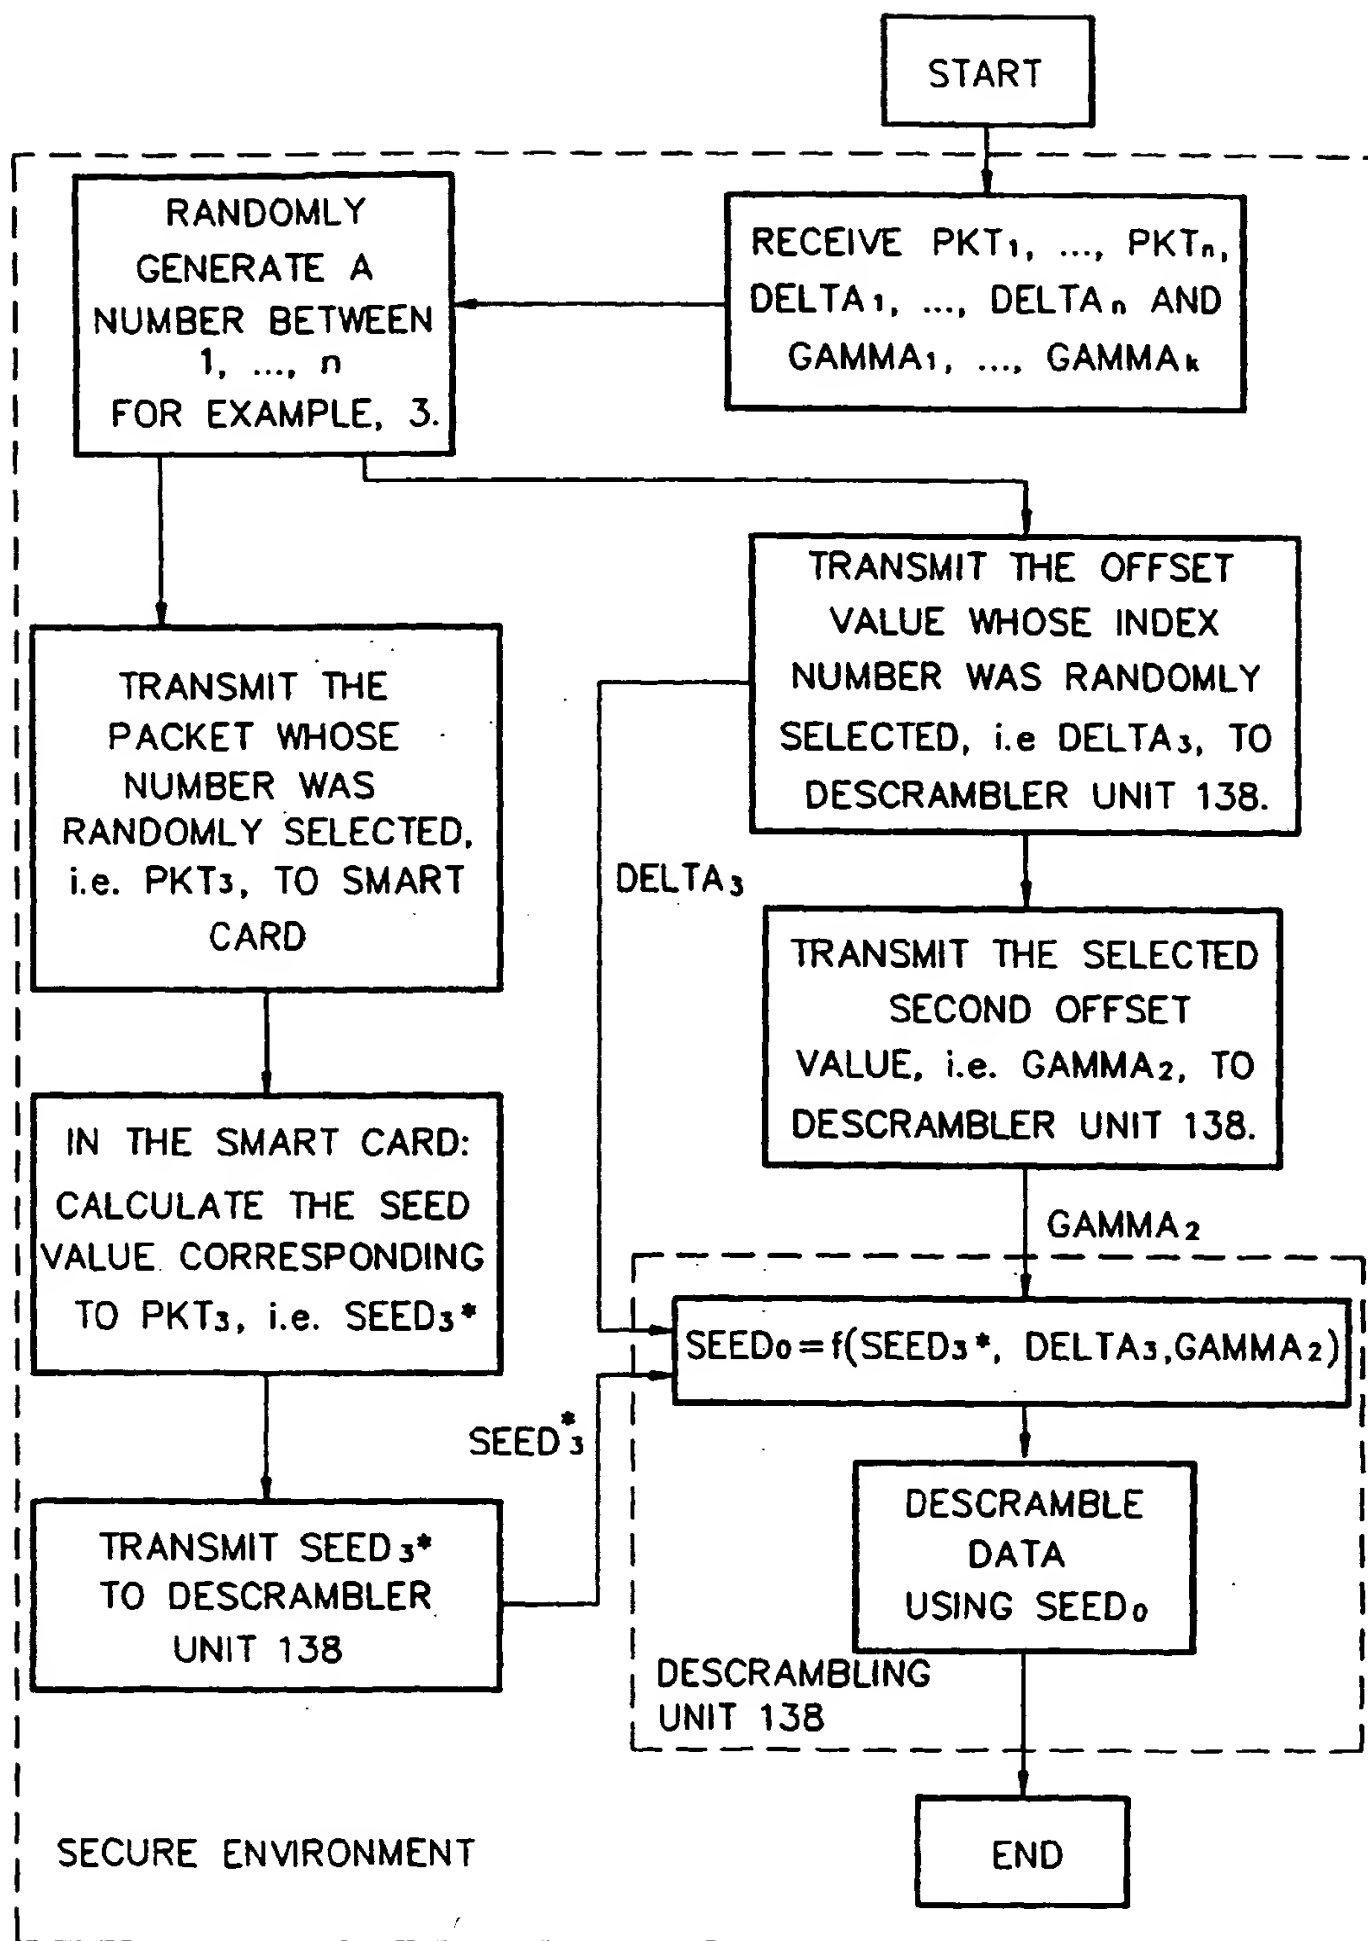 START
RECEIVE PKT₁, ..., PKTₙ,
DELTA₁, ..., DELTAₙ AND
GAMMA₁, ..., GAMMAₖ
RANDOMLY
GENERATE A
NUMBER BETWEEN
1, ..., n
FOR EXAMPLE, 3.
TRANSMIT THE
PACKET WHOSE
NUMBER WAS
RANDOMLY SELECTED,
i.e. PKT₃, TO SMART
CARD
TRANSMIT THE OFFSET
VALUE WHOSE INDEX
NUMBER WAS RANDOMLY
SELECTED, i.e DELTA₃, TO
DESCRAMBLER UNIT 138.
DELTA₃
TRANSMIT THE SELECTED
SECOND OFFSET
VALUE, i.e. GAMMA₂, TO
DESCRAMBLER UNIT 138.
GAMMA₂
IN THE SMART CARD:
CALCULATE THE SEED
VALUE CORRESPONDING
TO PKT₃, i.e. SEED₃*
SEED₃*
TRANSMIT SEED₃*
TO DESCRAMBLER
UNIT 138
SEED₀=f(SEED₃*, DELTA₃,GAMMA₂)
DESCRAMBLE
DATA
USING SEED₀
DESCRAMBLING
UNIT 138
END
SECURE ENVIRONMENT